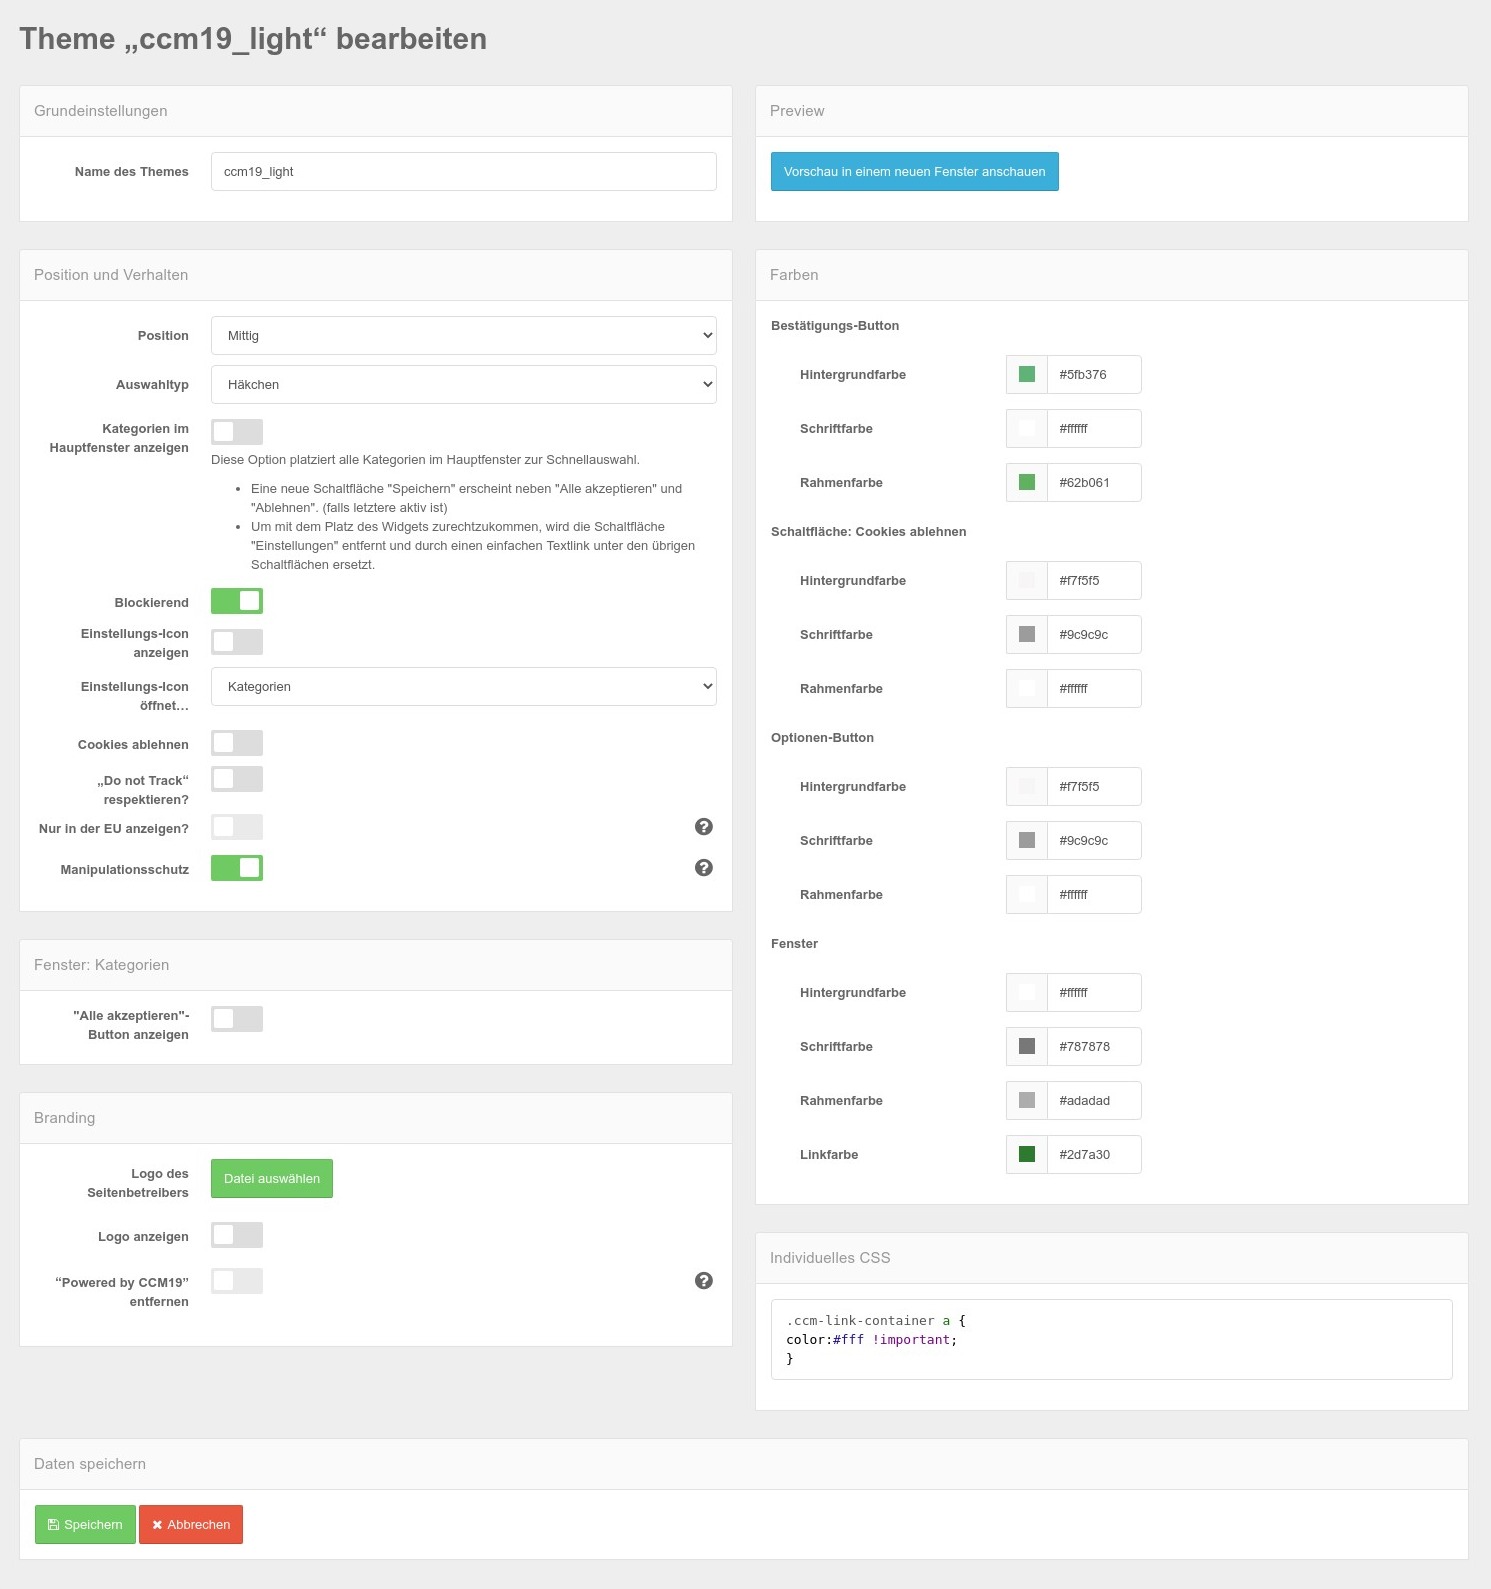 Theme „ccm19_light“ bearbeiten
Grundeinstellungen
Name des Themes
ccm19_light
Preview
Vorschau in einem neuen Fenster anschauen
Position und Verhalten
Position
Mittig
Auswahltyp
Häkchen
Kategorien im
Hauptfenster anzeigen
Diese Option platziert alle Kategorien im Hauptfenster zur Schnellauswahl.
• Eine neue Schaltfläche "Speichern" erscheint neben "Alle akzeptieren" und
"Ablehnen". (falls letztere aktiv ist)
• Um mit dem Platz des Widgets zurechtzukommen, wird die Schaltfläche
"Einstellungen" entfernt und durch einen einfachen Textlink unter den übrigen
Schaltflächen ersetzt.
Blockierend
Einstellungs-Icon
anzeigen
Einstellungs-Icon
öffnet…
Kategorien
Cookies ablehnen
„Do not Track“
respektieren?
Nur in der EU anzeigen?
Manipulationsschutz
Fenster: Kategorien
"Alle akzeptieren"-
Button anzeigen
Branding
Logo des
Seitenbetreibers
Datei auswählen
Logo anzeigen
“Powered by CCM19”
entfernen
Farben
Bestätigungs-Button
Hintergrundfarbe
#5fb376
Schriftfarbe
#ffffff
Rahmenfarbe
#62b061
Schaltfläche: Cookies ablehnen
Hintergrundfarbe
#f7f5f5
Schriftfarbe
#9c9c9c
Rahmenfarbe
#ffffff
Optionen-Button
Hintergrundfarbe
#f7f5f5
Schriftfarbe
#9c9c9c
Rahmenfarbe
#ffffff
Fenster
Hintergrundfarbe
#ffffff
Schriftfarbe
#787878
Rahmenfarbe
#adadad
Linkfarbe
#2d7a30
Individuelles CSS
.ccm-link-container a {
color:#fff !important;
}
Daten speichern
Speichern
Abbrechen